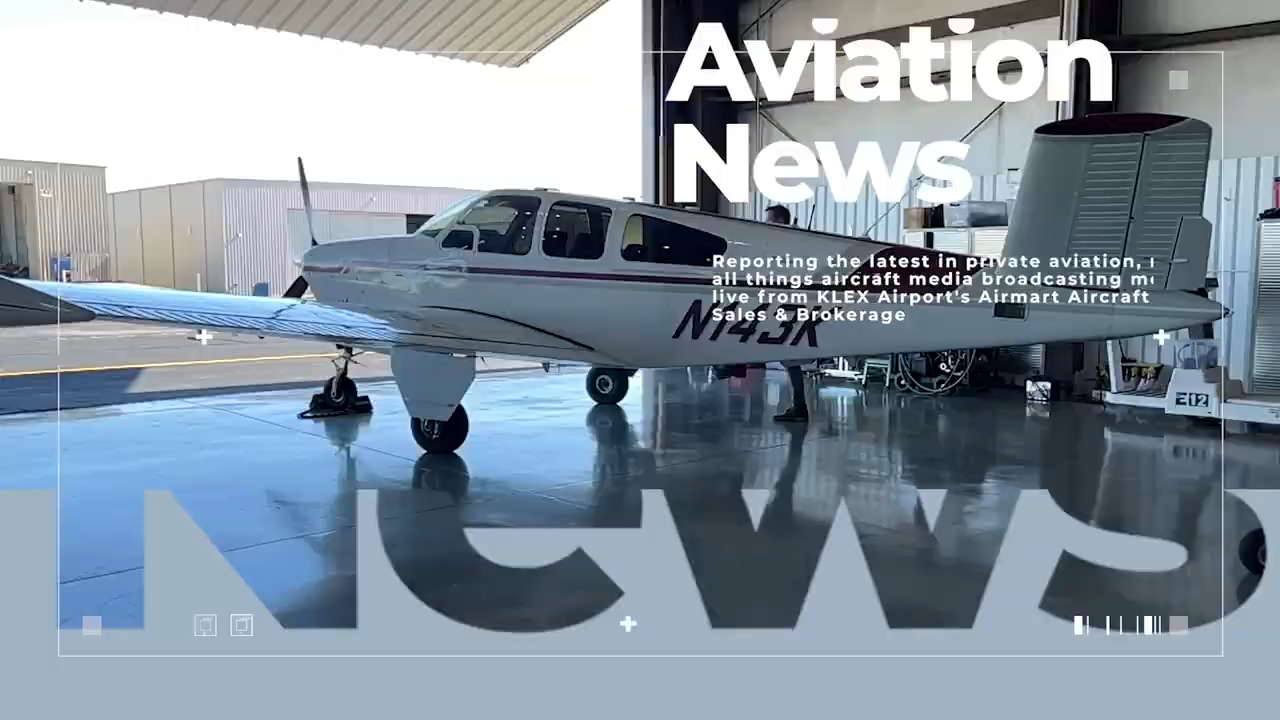 Aviation
News
Reporting the latest in private aviation,
all things aircraft media broadcasting
live from KLEX Airport's Airmart Aircraft
Sales & Brokerage
N143K
E12
News